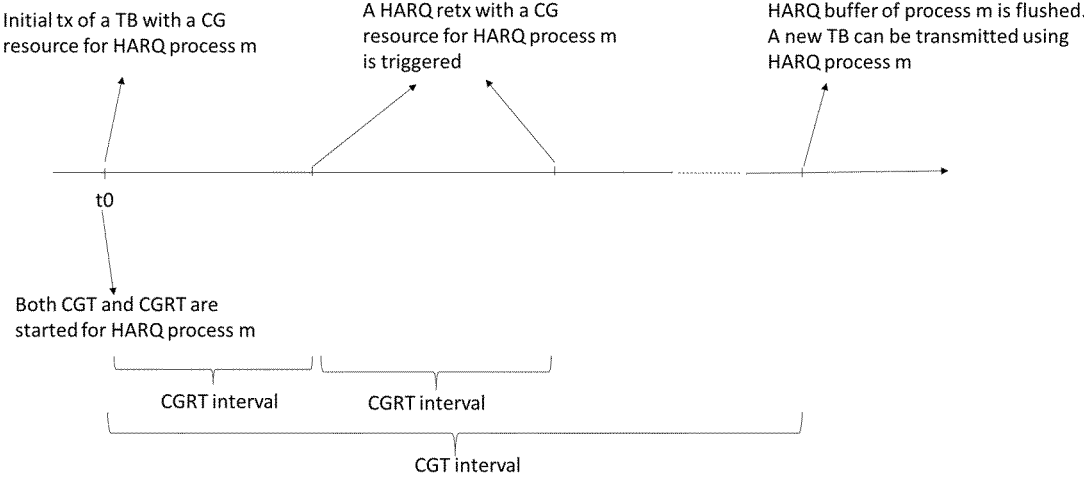 Initial tx of a TB with a CG
resource for HARQ process m
A HARQ retx with a CG
resource for HARQ process m
is triggered
HARQ buffer of process m is flushed.
A new TB can be transmitted using
HARQ process m
t0
Both CGT and CGRT are
started for HARQ process m
CGRT interval
CGRT interval
CGT interval